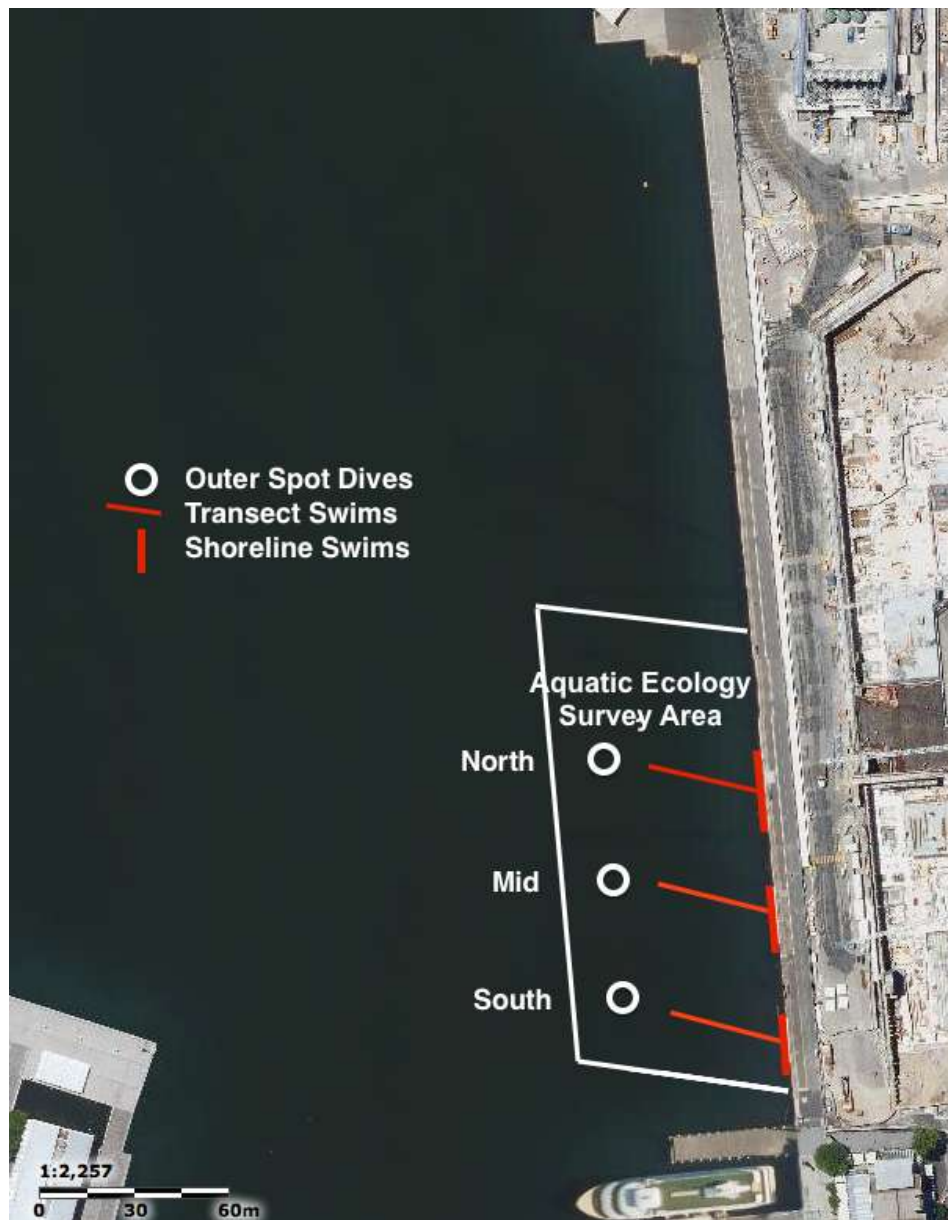 Outer Spot Dives
Transect Swims
Shoreline Swims
Aquatic Ecology
Survey Area
North
Mid
South
1:2,257
0 30 60m